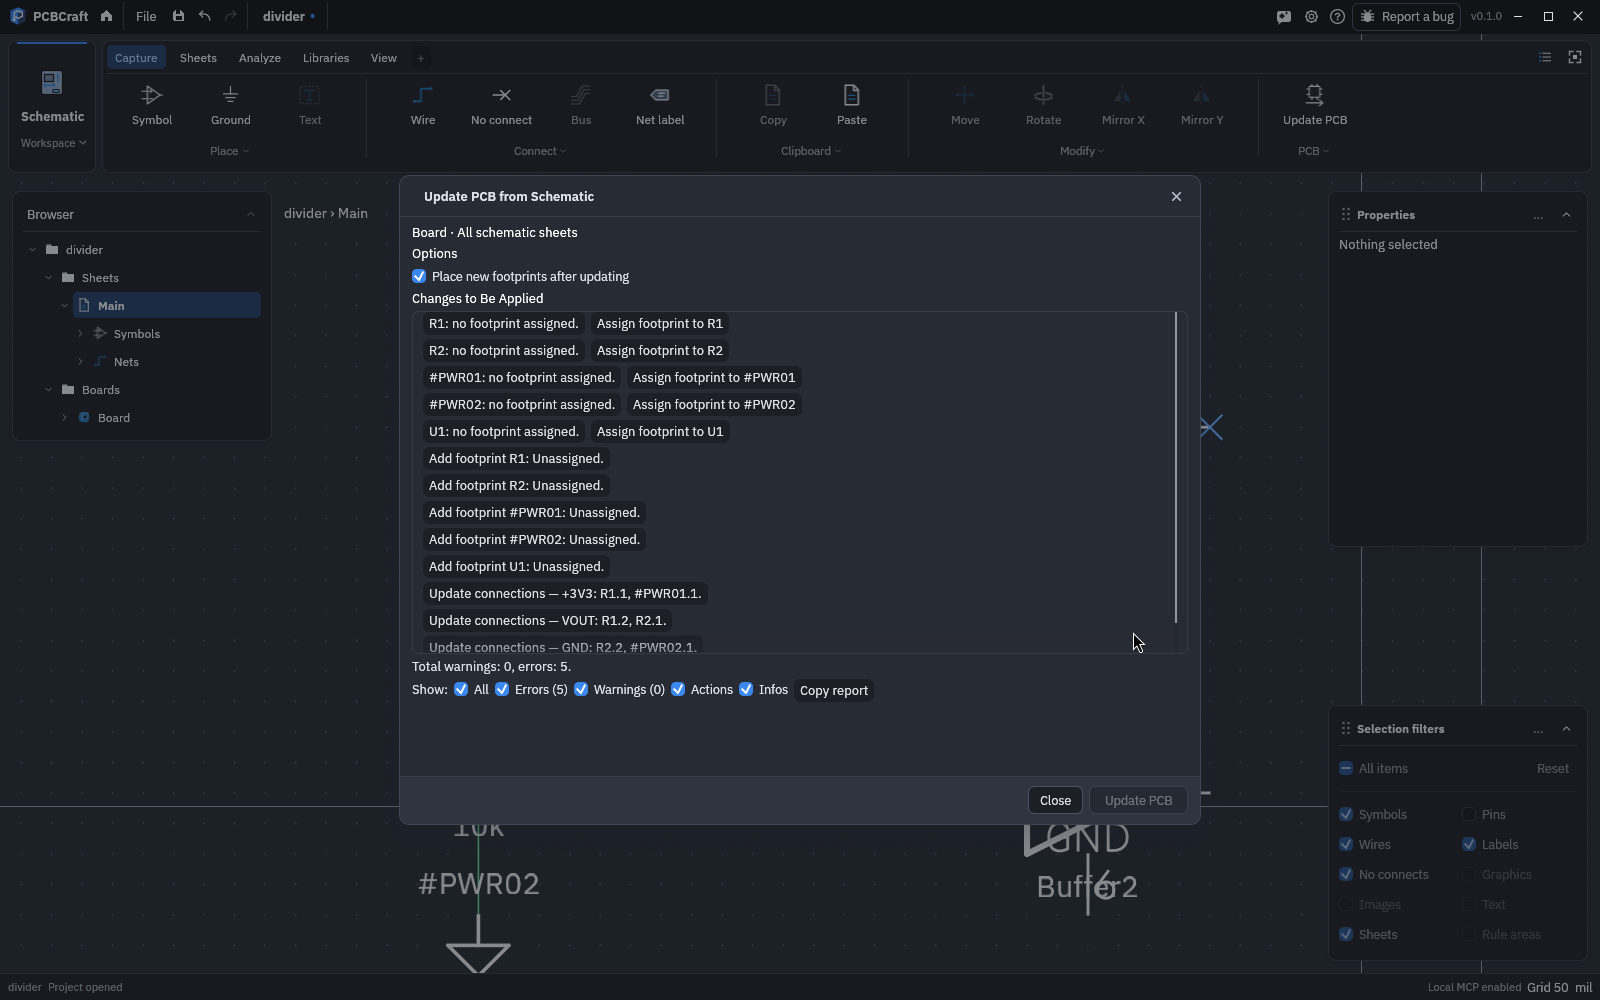 PCBCraft File divider Report a bug v0.1.0
Capture Sheets Analyze Libraries View +
Schematic
Workspace
Symbol Ground Text Wire No connect Bus Net label Copy Paste Move Rotate Mirror X Mirror Y Update PCB
Place Connect Clipboard Modify PCB
Browser
divider
Sheets
Main
Symbols
Nets
Boards
Board
divider › Main
Update PCB from Schematic
Board · All schematic sheets
Options
Place new footprints after updating
Changes to Be Applied
R1: no footprint assigned. Assign footprint to R1
R2: no footprint assigned. Assign footprint to R2
#PWR01: no footprint assigned. Assign footprint to #PWR01
#PWR02: no footprint assigned. Assign footprint to #PWR02
U1: no footprint assigned. Assign footprint to U1
Add footprint R1: Unassigned.
Add footprint R2: Unassigned.
Add footprint #PWR01: Unassigned.
Add footprint #PWR02: Unassigned.
Add footprint U1: Unassigned.
Update connections — +3V3: R1.1, #PWR01.1.
Update connections — VOUT: R1.2, R2.1.
Update connections — GND: R2.2, #PWR02.1.
Total warnings: 0, errors: 5.
Show: All Errors (5) Warnings (0) Actions Infos Copy report
Close Update PCB
10k
#PWR02
GND
Buffer2
6
Properties ...
Nothing selected
Selection filters ...
All items Reset
Symbols Pins
Wires Labels
No connects Graphics
Images Text
Sheets Rule areas
divider Project opened
Local MCP enabled Grid 50 mil